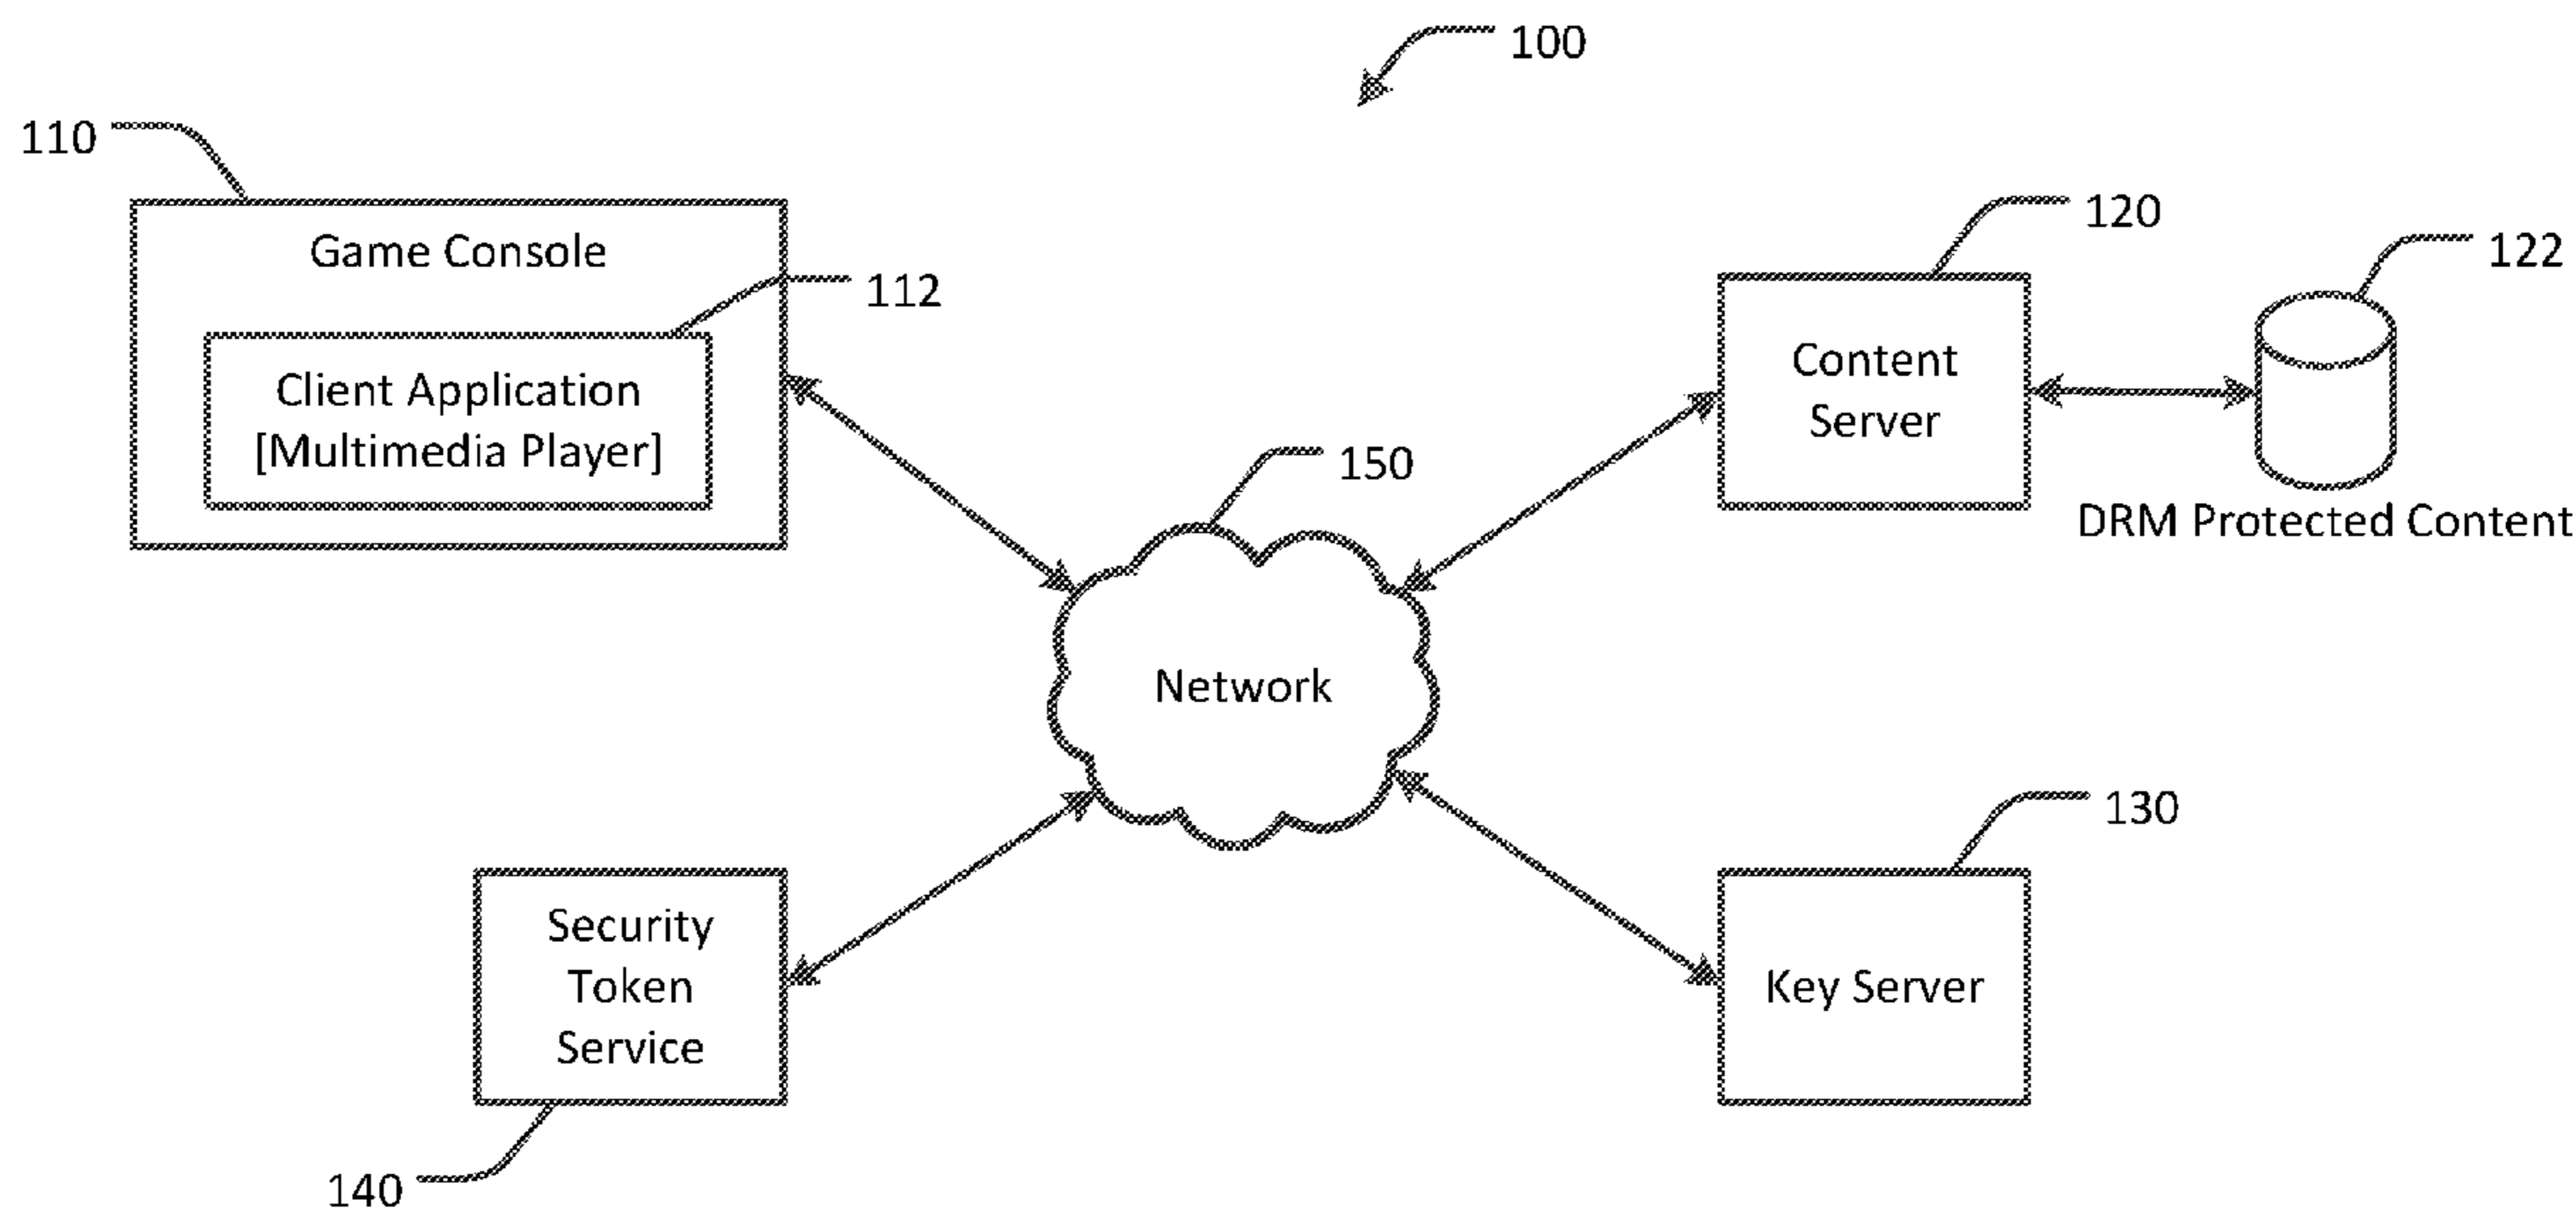 100
110
Game Console
112
Client Application
[Multimedia Player]
120
122
Content
Server
DRM Protected Content
150
Network
130
Security
Token
Service
Key Server
140